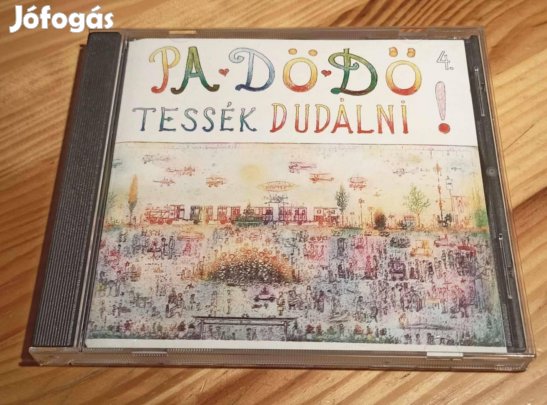 Jófogás
PA♥DÖ♥DÖ 4.
TESSÉK DUDÁLNI!